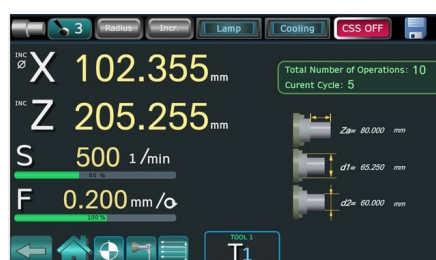 3 Radius Incr. Lamp Cooling CSS OFF
INC Ø X 102.355 mm
Total Number of Operations: 10
Curent Cycle: 5
INC Z 205.255 mm
Za= 80.000 mm
S 500 1/min
60 %
d1= 65.250 mm
F 0.200 mm/
100%
d2= 60.000 mm
TOOL 1
T1